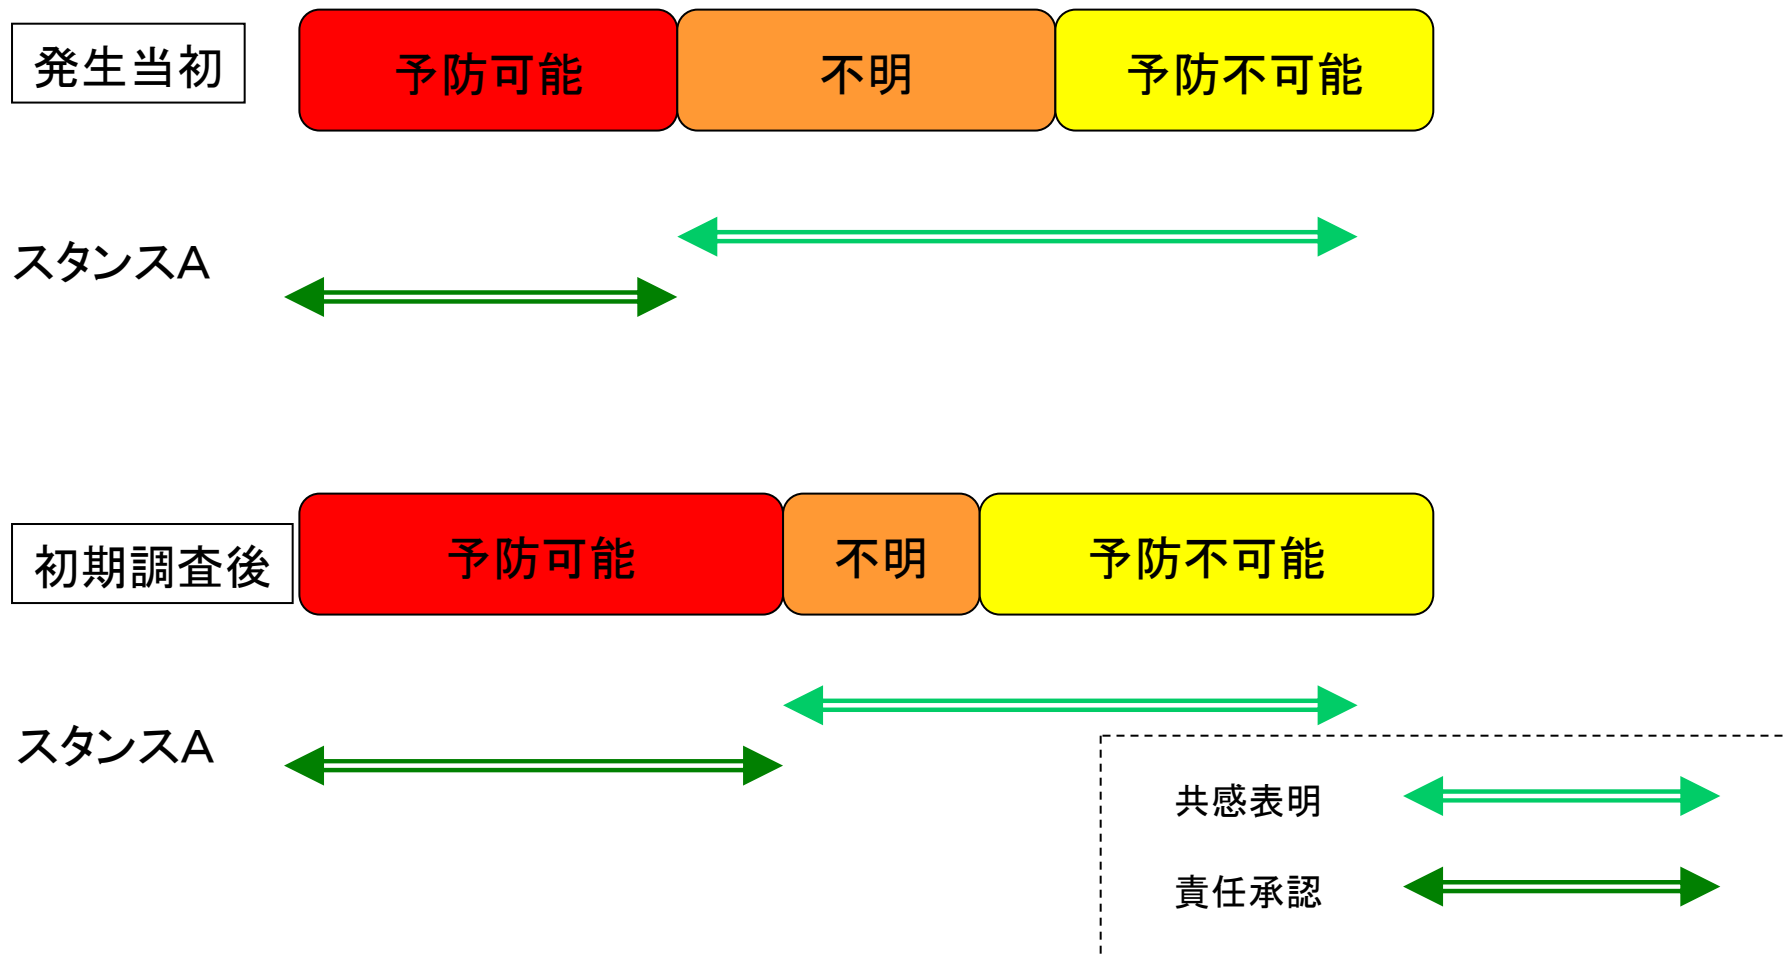 発生当初
予防可能
不明
予防不可能
スタンスA
初期調査後
予防可能
不明
予防不可能
スタンスA
共感表明
責任承認